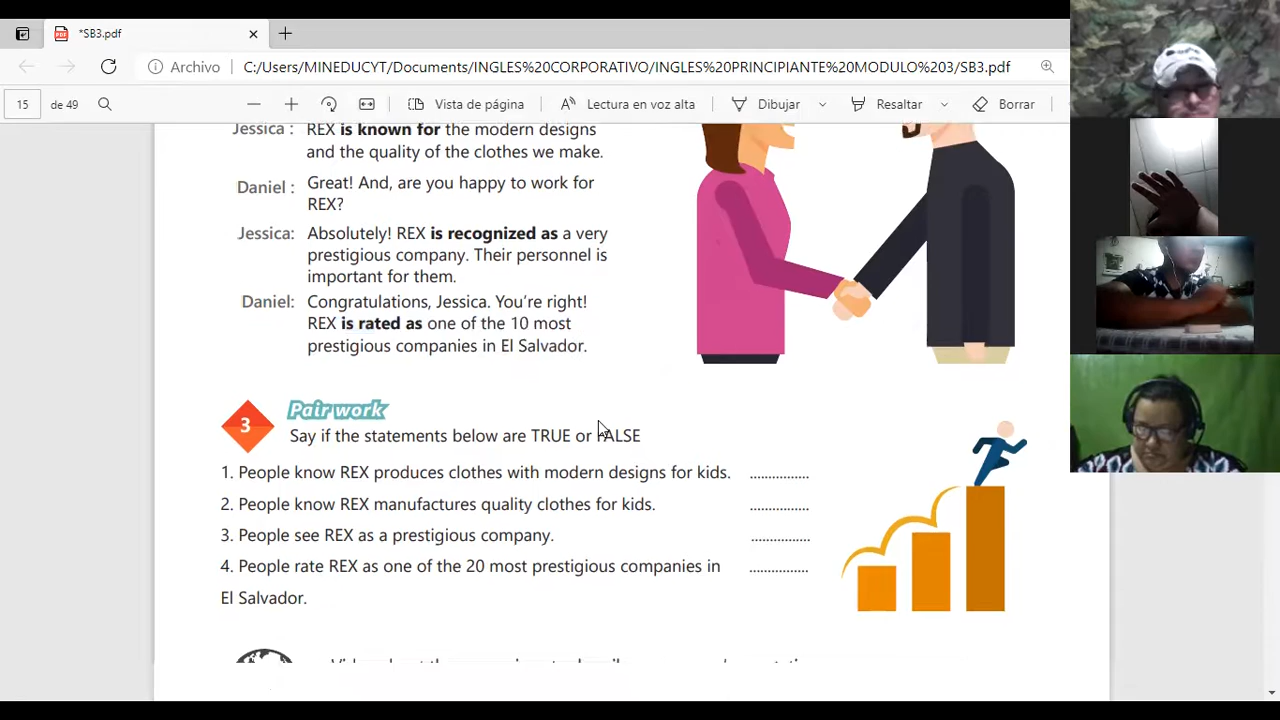 *SB3.pdf
Archivo C:/Users/MINEDUCYT/Documents/INGLES%20CORPORATIVO/INGLES%20PRINCIPIANTE%20MODULO%203/SB3.pdf
15 de 49 Vista de página Lectura en voz alta Dibujar Resaltar Borrar
Jessica : REX is known for the modern designs
and the quality of the clothes we make.
Daniel : Great! And, are you happy to work for
REX?
Jessica: Absolutely! REX is recognized as a very
prestigious company. Their personnel is
important for them.
Daniel: Congratulations, Jessica. You're right!
REX is rated as one of the 10 most
prestigious companies in El Salvador.
3 Pair work
Say if the statements below are TRUE or FALSE
1. People know REX produces clothes with modern designs for kids. ...............
2. People know REX manufactures quality clothes for kids. ...............
3. People see REX as a prestigious company. ...............
4. People rate REX as one of the 20 most prestigious companies in ...............
El Salvador.